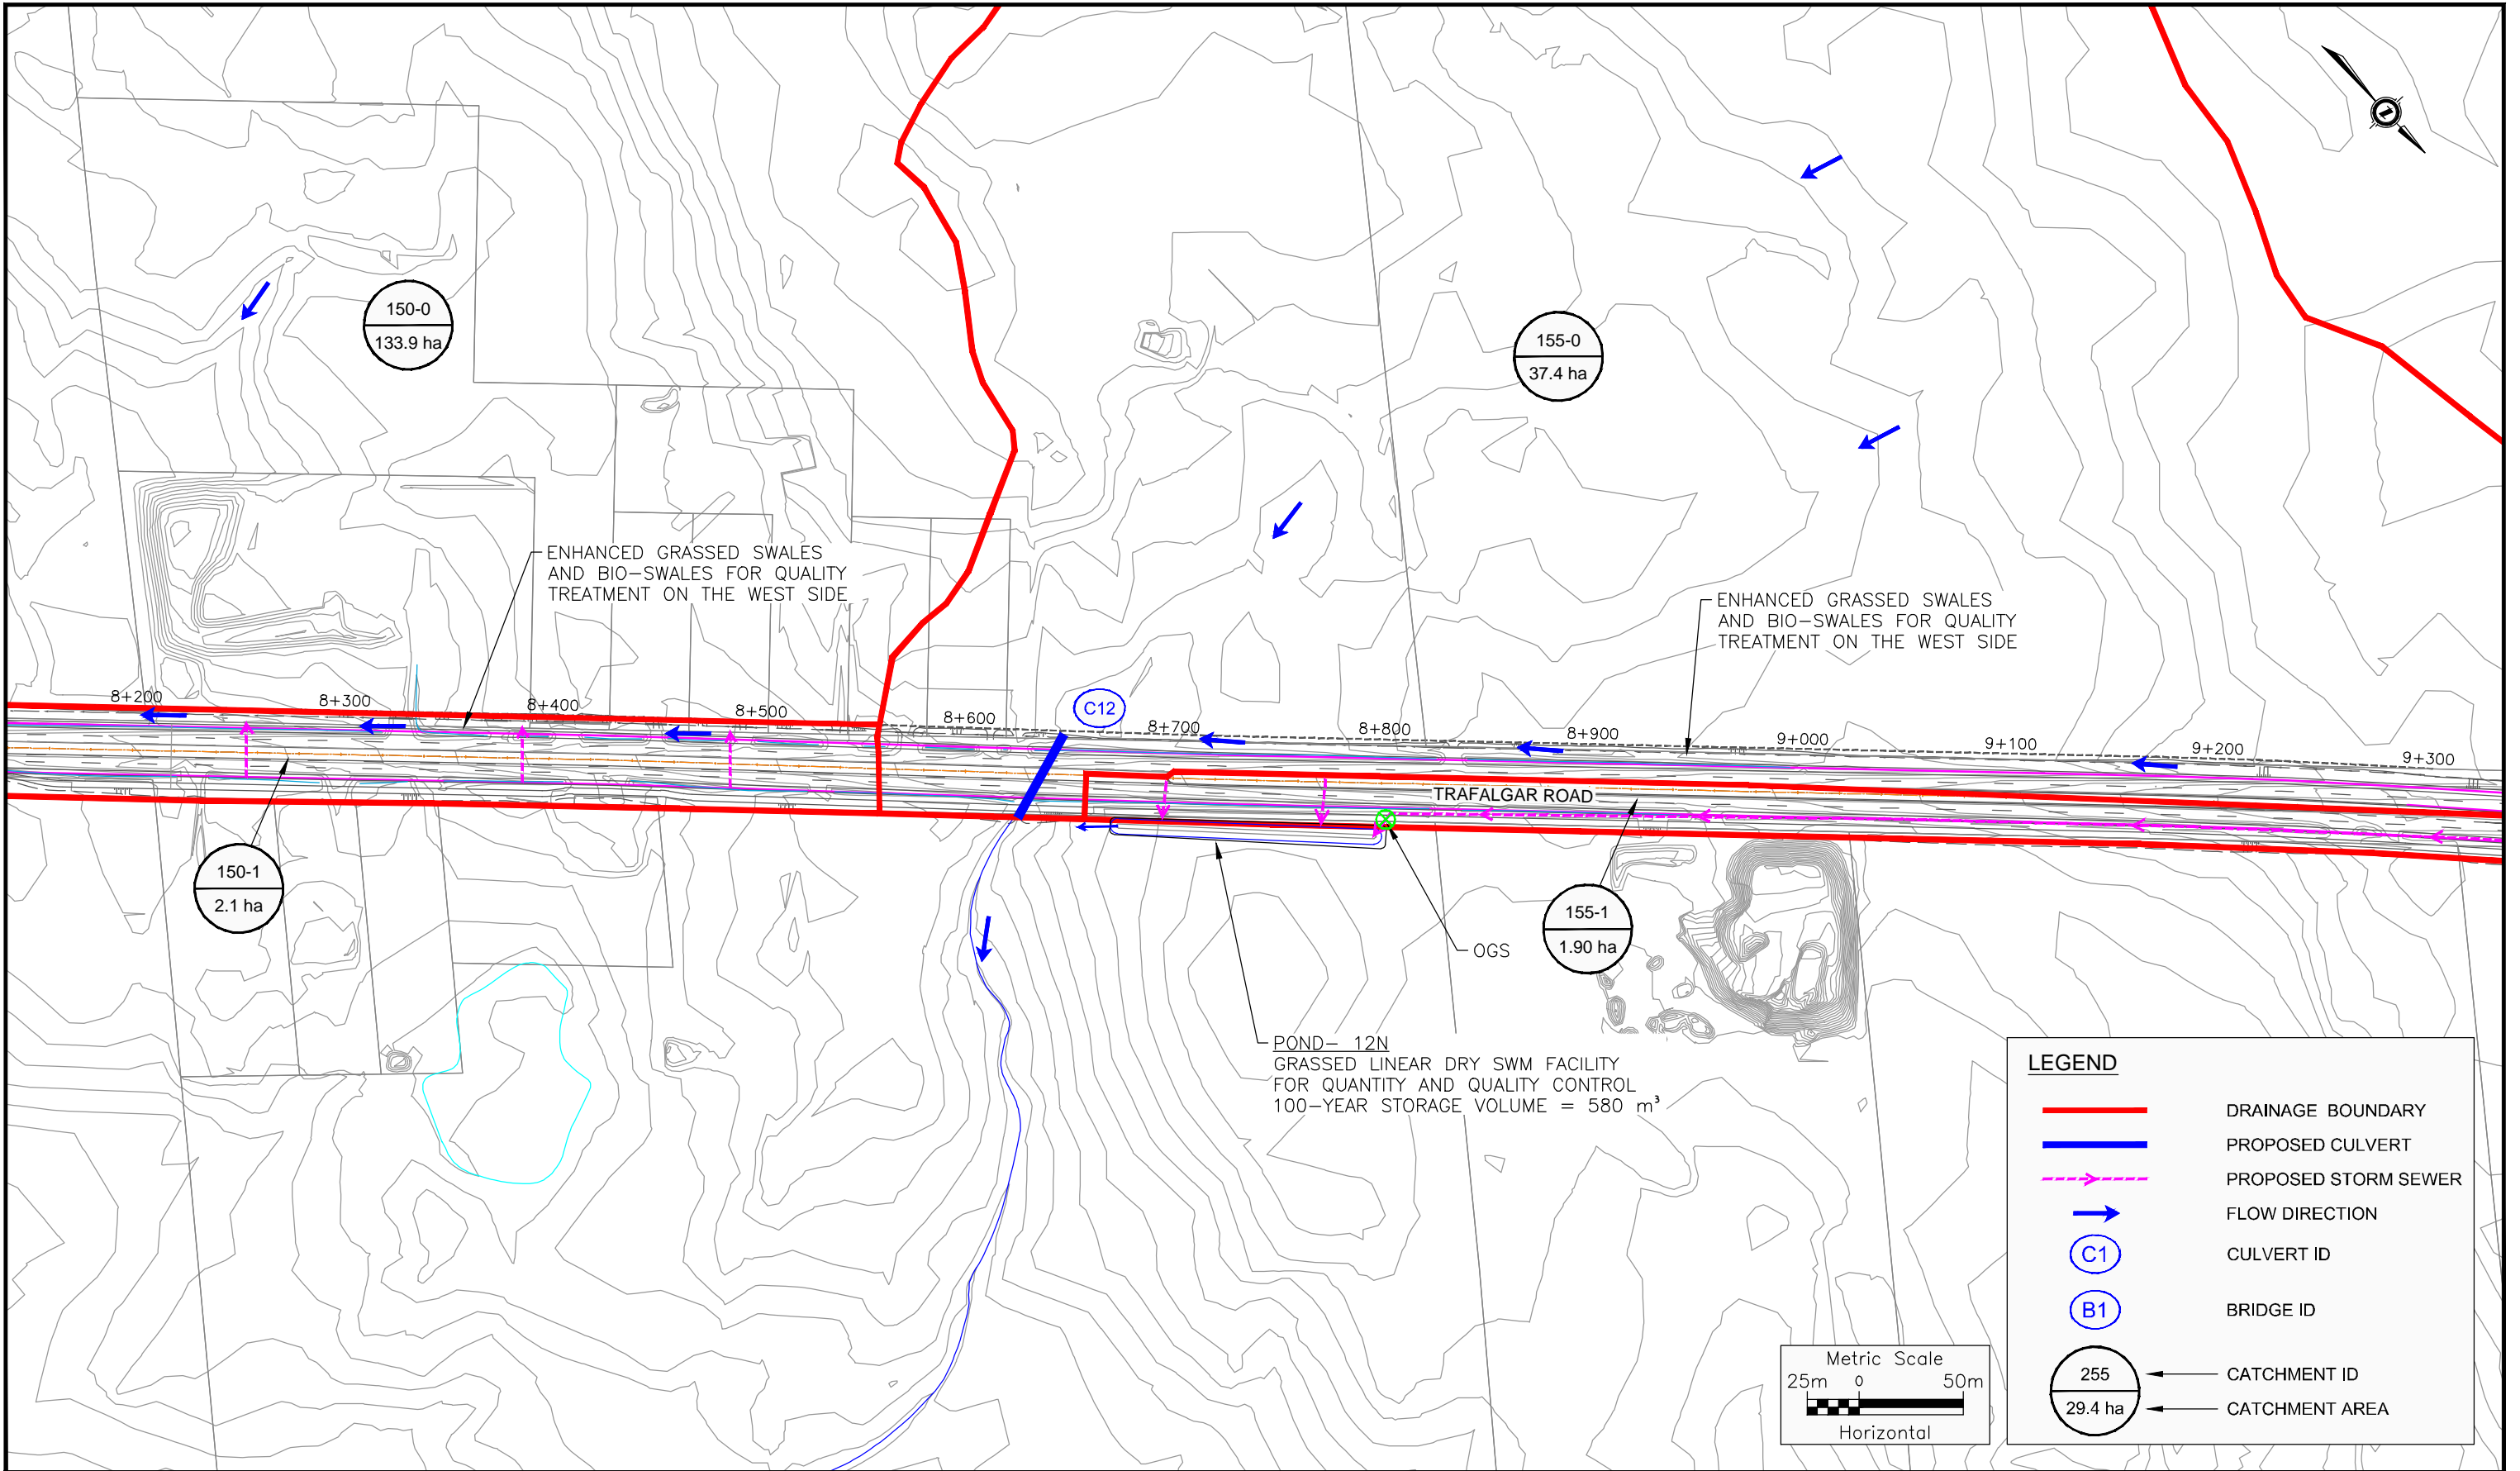 150-0
133.9 ha
155-0
37.4 ha
ENHANCED GRASSED SWALES
AND BIO-SWALES FOR QUALITY
TREATMENT ON THE WEST SIDE
ENHANCED GRASSED SWALES
AND BIO-SWALES FOR QUALITY
TREATMENT ON THE WEST SIDE
8+200
8+300
8+400
8+500
8+600
C12
8+700
8+800
8+900
9+000
9+100
9+200
9+300
TRAFALGAR ROAD
150-1
2.1 ha
155-1
1.90 ha
OGS
POND- 12N
GRASSED LINEAR DRY SWM FACILITY
FOR QUANTITY AND QUALITY CONTROL
100-YEAR STORAGE VOLUME = 580 m³
LEGEND
DRAINAGE BOUNDARY
PROPOSED CULVERT
PROPOSED STORM SEWER
FLOW DIRECTION
C1 CULVERT ID
B1 BRIDGE ID
255 CATCHMENT ID
29.4 ha CATCHMENT AREA
Metric Scale
25m 0 50m
Horizontal
N